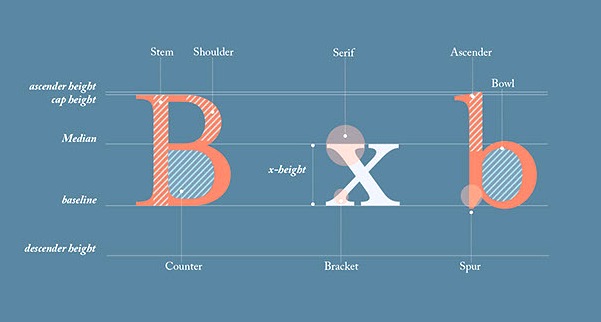 Stem
Shoulder
Serif
Ascender
Bowl
ascender height
cap height
Median
x-height
baseline
descender height
B
x
b
Counter
Bracket
Spur